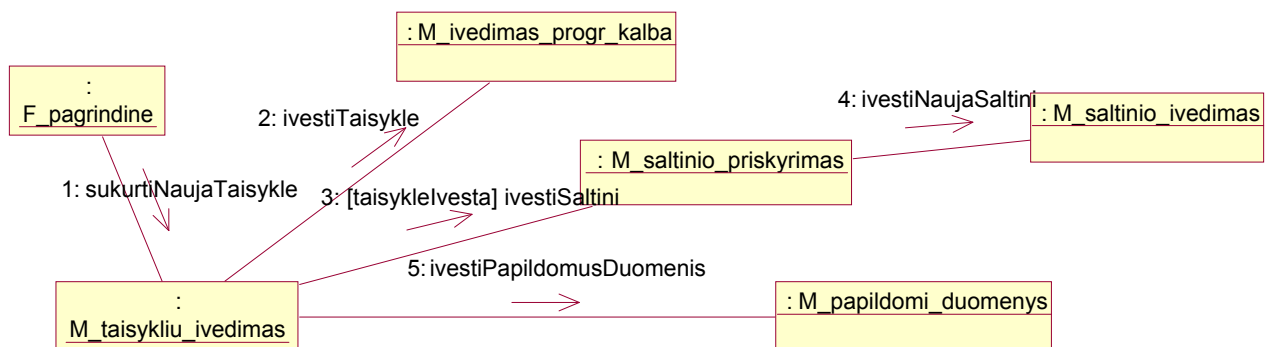 : M_ivedimas_progr_kalba
:
F_pagrindine
4: ivestiNaujaSaltini
: M_saltinio_ivedimas
2: ivestiTaisykle
: M_saltinio_priskyrimas
1: sukurtiNaujaTaisykle
3: [taisykleIvesta] ivestiSaltini
5: ivestiPapildomusDuomenis
:
M_taisykliu_ivedimas
: M_papildomi_duomenys